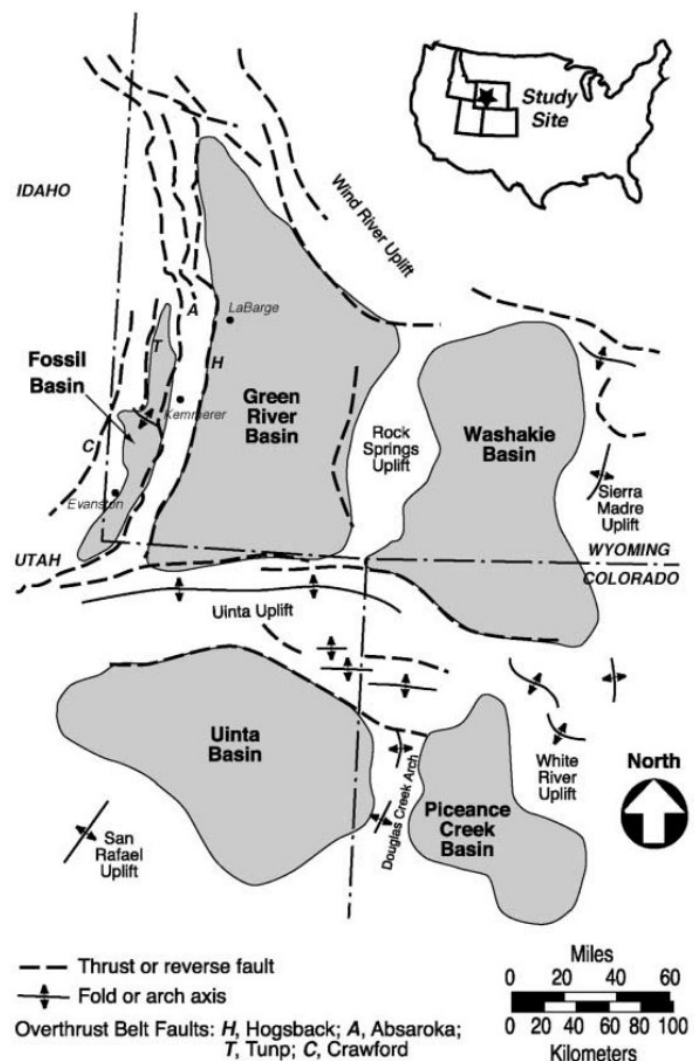 Study
Site
IDAHO
Wind River Uplift
A
LaBarge
T
H
Fossil
Basin
Green
River
Basin
Kemmerer
Rock
Springs
Uplift
Washakie
Basin
C
Evanston
Sierra
Madre
Uplift
UTAH
WYOMING
COLORADO
Uinta Uplift
Uinta
Basin
Douglas Creek Arch
White
River
Uplift
North
Piceance
Creek
Basin
San
Rafael
Uplift
Thrust or reverse fault
Fold or arch axis
Overthrust Belt Faults: H, Hogsback; A, Absaroka;
T, Tunp; C, Crawford
Miles
0 20 40 60
0 20 40 60 80 100
Kilometers